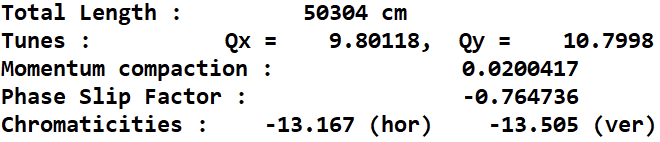 Total Length : 50304 cm
Tunes : Qx = 9.80118, Qy = 10.7998
Momentum compaction : 0.0200417
Phase Slip Factor : -0.764736
Chromaticities : -13.167 (hor) -13.505 (ver)